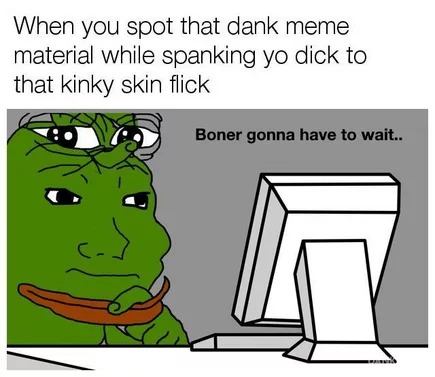 When you spot that dank meme
material while spanking yo dick to
that kinky skin flick
Boner gonna have to wait..